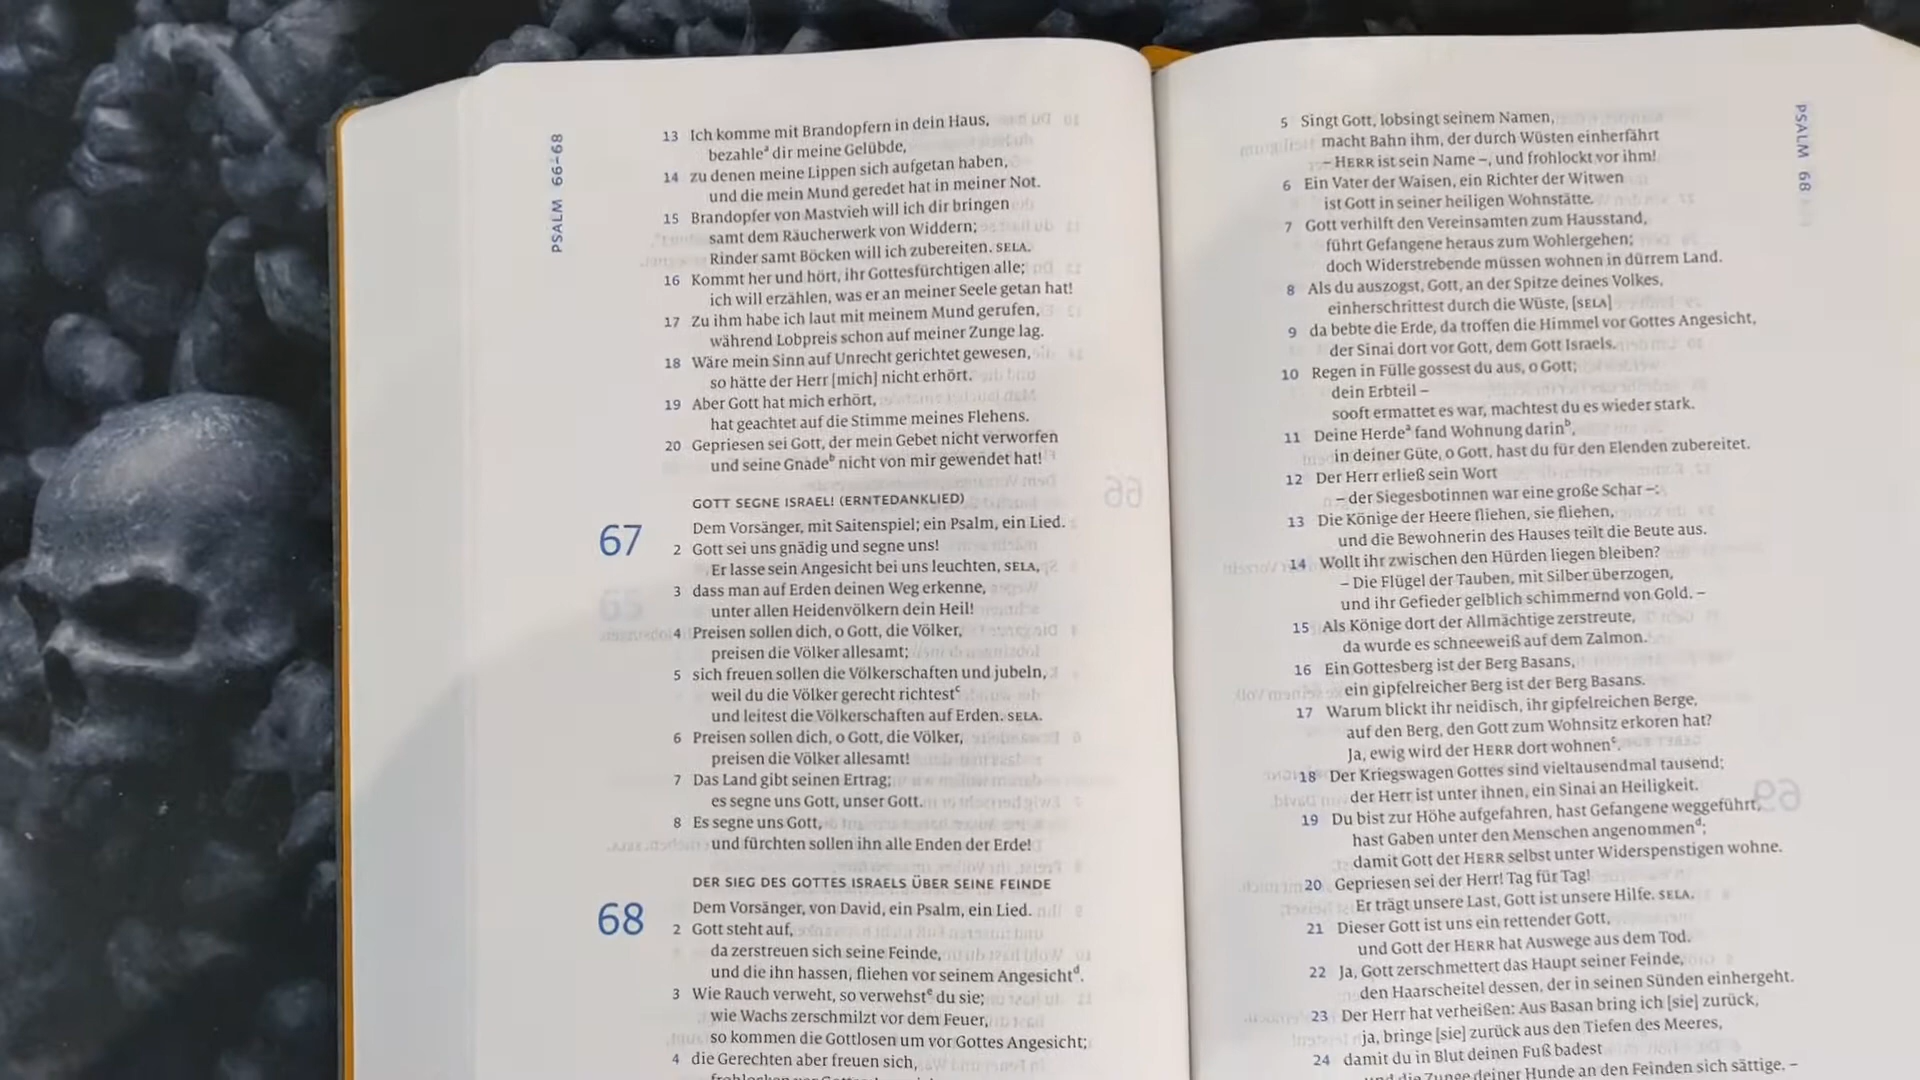 PSALM 66–68
13 Ich komme mit Brandopfern in dein Haus,
bezahleᵃ dir meine Gelübde,
14 zu denen meine Lippen sich aufgetan haben,
und die mein Mund geredet hat in meiner Not.
15 Brandopfer von Mastvieh will ich dir bringen
samt dem Räucherwerk von Widdern;
Rinder samt Böcken will ich zubereiten. SELA.
16 Kommt her und hört, ihr Gottesfürchtigen alle;
ich will erzählen, was er an meiner Seele getan hat!
17 Zu ihm habe ich laut mit meinem Mund gerufen,
während Lobpreis schon auf meiner Zunge lag.
18 Wäre mein Sinn auf Unrecht gerichtet gewesen,
so hätte der Herr [mich] nicht erhört.
19 Aber Gott hat mich erhört,
hat geachtet auf die Stimme meines Flehens.
20 Gepriesen sei Gott, der mein Gebet nicht verworfen
und seine Gnadeᵇ nicht von mir gewendet hat!
GOTT SEGNE ISRAEL! (ERNTEDANKLIED)
67 Dem Vorsänger, mit Saitenspiel; ein Psalm, ein Lied.
2 Gott sei uns gnädig und segne uns!
Er lasse sein Angesicht bei uns leuchten, SELA,
3 dass man auf Erden deinen Weg erkenne,
unter allen Heidenvölkern dein Heil!
4 Preisen sollen dich, o Gott, die Völker,
preisen die Völker allesamt;
5 sich freuen sollen die Völkerschaften und jubeln,
weil du die Völker gerecht richtestᶜ
und leitest die Völkerschaften auf Erden. SELA.
6 Preisen sollen dich, o Gott, die Völker,
preisen die Völker allesamt!
7 Das Land gibt seinen Ertrag;
es segne uns Gott, unser Gott.
8 Es segne uns Gott,
und fürchten sollen ihn alle Enden der Erde!
DER SIEG DES GOTTES ISRAELS ÜBER SEINE FEINDE
68 Dem Vorsänger, von David, ein Psalm, ein Lied.
2 Gott steht auf,
da zerstreuen sich seine Feinde,
und die ihn hassen, fliehen vor seinem Angesichtᵈ.
3 Wie Rauch verweht, so verwehstᵉ du sie;
wie Wachs zerschmilzt vor dem Feuer,
so kommen die Gottlosen um vor Gottes Angesicht;
4 die Gerechten aber freuen sich,
PSALM 68
5 Singt Gott, lobsingt seinem Namen,
macht Bahn ihm, der durch Wüsten einherfährt
– HERR ist sein Name –, und frohlockt vor ihm!
6 Ein Vater der Waisen, ein Richter der Witwen
ist Gott in seiner heiligen Wohnstätte.
7 Gott verhilft den Vereinsamten zum Hausstand,
führt Gefangene heraus zum Wohlergehen;
doch Widerstrebende müssen wohnen in dürrem Land.
8 Als du auszogst, Gott, an der Spitze deines Volkes,
einherschrittest durch die Wüste, [SELA]
9 da bebte die Erde, da troffen die Himmel vor Gottes Angesicht,
der Sinai dort vor Gott, dem Gott Israels.
10 Regen in Fülle gossest du aus, o Gott;
dein Erbteil –
sooft ermattet es war, machtest du es wieder stark.
11 Deine Herdeᵃ fand Wohnung darinᵇ,
in deiner Güte, o Gott, hast du für den Elenden zubereitet.
12 Der Herr erließ sein Wort
– der Siegesbotinnen war eine große Schar –:
13 Die Könige der Heere fliehen, sie fliehen,
und die Bewohnerin des Hauses teilt die Beute aus.
14 Wollt ihr zwischen den Hürden liegen bleiben?
– Die Flügel der Tauben, mit Silber überzogen,
und ihr Gefieder gelblich schimmernd von Gold. –
15 Als Könige dort der Allmächtige zerstreute,
da wurde es schneeweiß auf dem Zalmon.
16 Ein Gottesberg ist der Berg Basans,
ein gipfelreicher Berg ist der Berg Basans.
17 Warum blickt ihr neidisch, ihr gipfelreichen Berge,
auf den Berg, den Gott zum Wohnsitz erkoren hat?
Ja, ewig wird der HERR dort wohnenᶜ.
18 Der Kriegswagen Gottes sind vieltausendmal tausend;
der Herr ist unter ihnen, ein Sinai an Heiligkeit.
19 Du bist zur Höhe aufgefahren, hast Gefangene weggeführt,
hast Gaben unter den Menschen angenommenᵈ;
damit Gott der HERR selbst unter Widerspenstigen wohne.
20 Gepriesen sei der Herr! Tag für Tag!
Er trägt unsere Last, Gott ist unsere Hilfe. SELA.
21 Dieser Gott ist uns ein rettender Gott,
und Gott der HERR hat Auswege aus dem Tod.
22 Ja, Gott zerschmettert das Haupt seiner Feinde,
den Haarscheitel dessen, der in seinen Sünden einhergeht.
23 Der Herr hat verheißen: Aus Basan bring ich [sie] zurück,
ja, bringe [sie] zurück aus den Tiefen des Meeres,
24 damit du in Blut deinen Fuß badest
und die Zunge deiner Hunde an den Feinden sich sättige. –